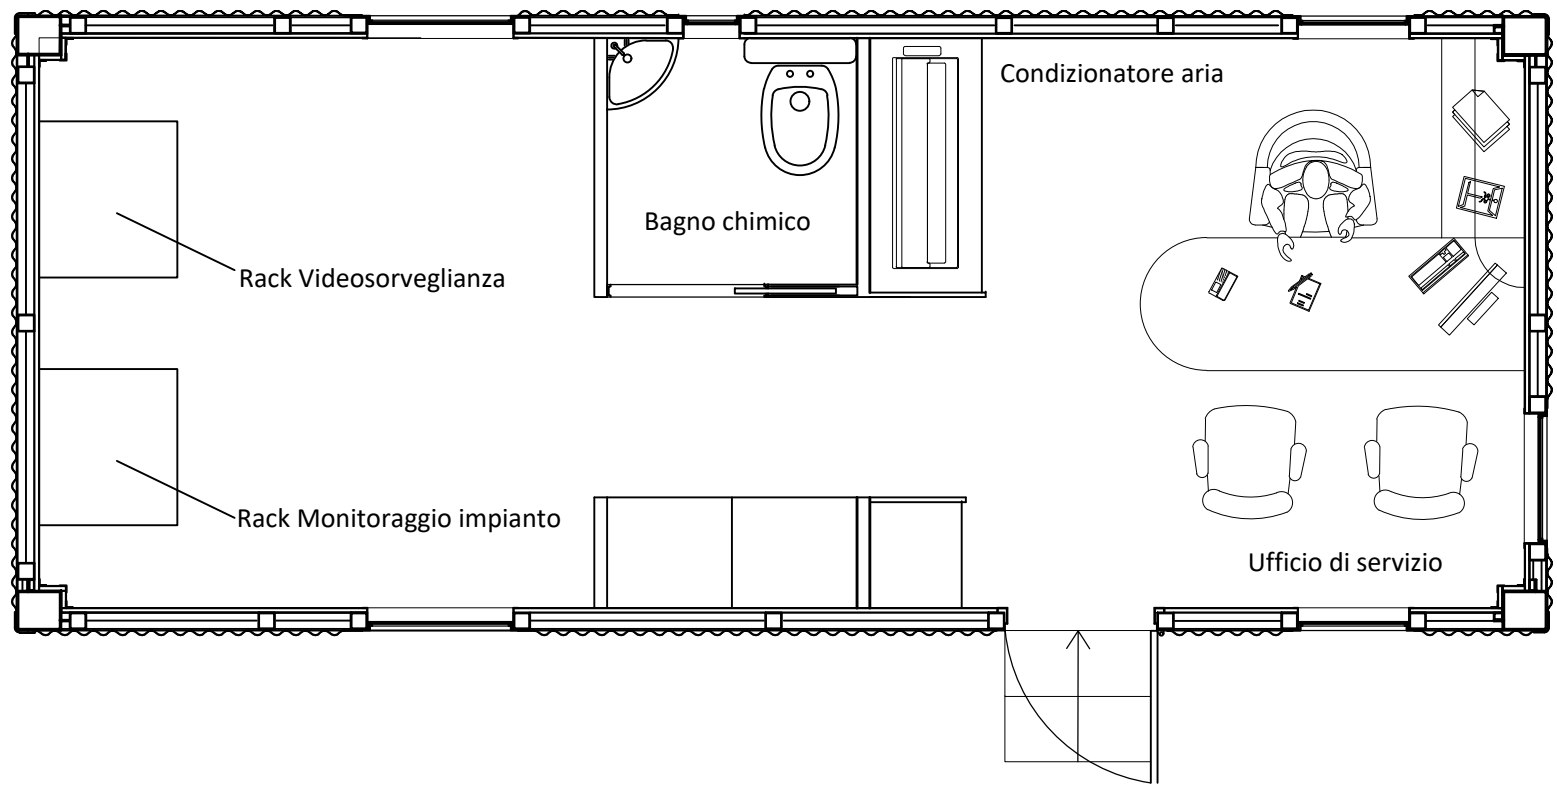 Condizionatore aria
Bagno chimico
Rack Videosorveglianza
Rack Monitoraggio impianto
Ufficio di servizio